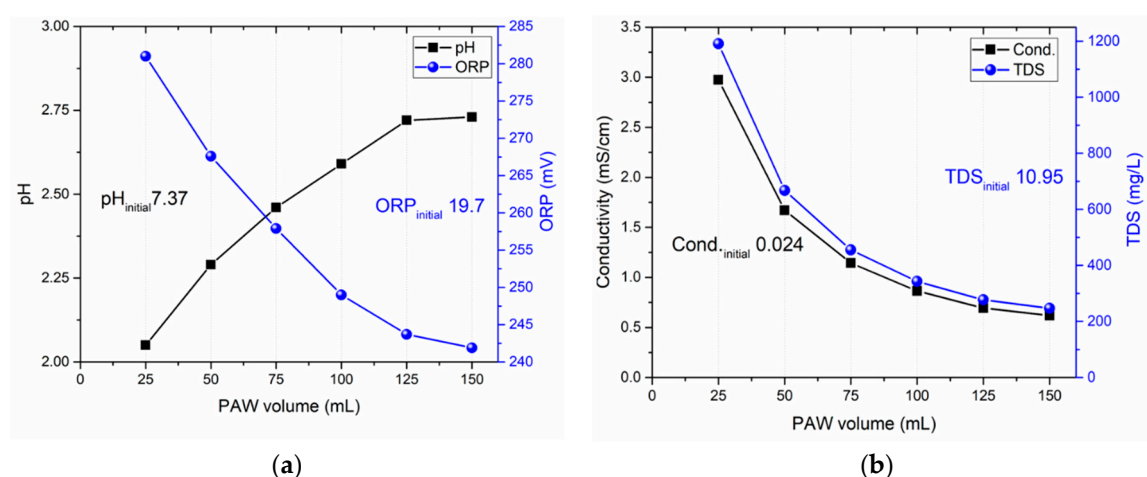 3.00
2.75
2.50
2.25
2.00
pH
0
25
50
75
100
125
150
PAW volume (mL)
285
280
275
270
265
260
255
250
245
240
ORP (mV)
pH
ORP
pHinitial7.37
ORPinitial 19.7
(a)
3.5
3.0
2.5
2.0
1.5
1.0
0.5
0.0
Conductivity (mS/cm)
0
25
50
75
100
125
150
PAW volume (mL)
1200
1000
800
600
400
200
0
TDS (mg/L)
Cond.
TDS
TDSinitial 10.95
Cond.initial 0.024
(b)